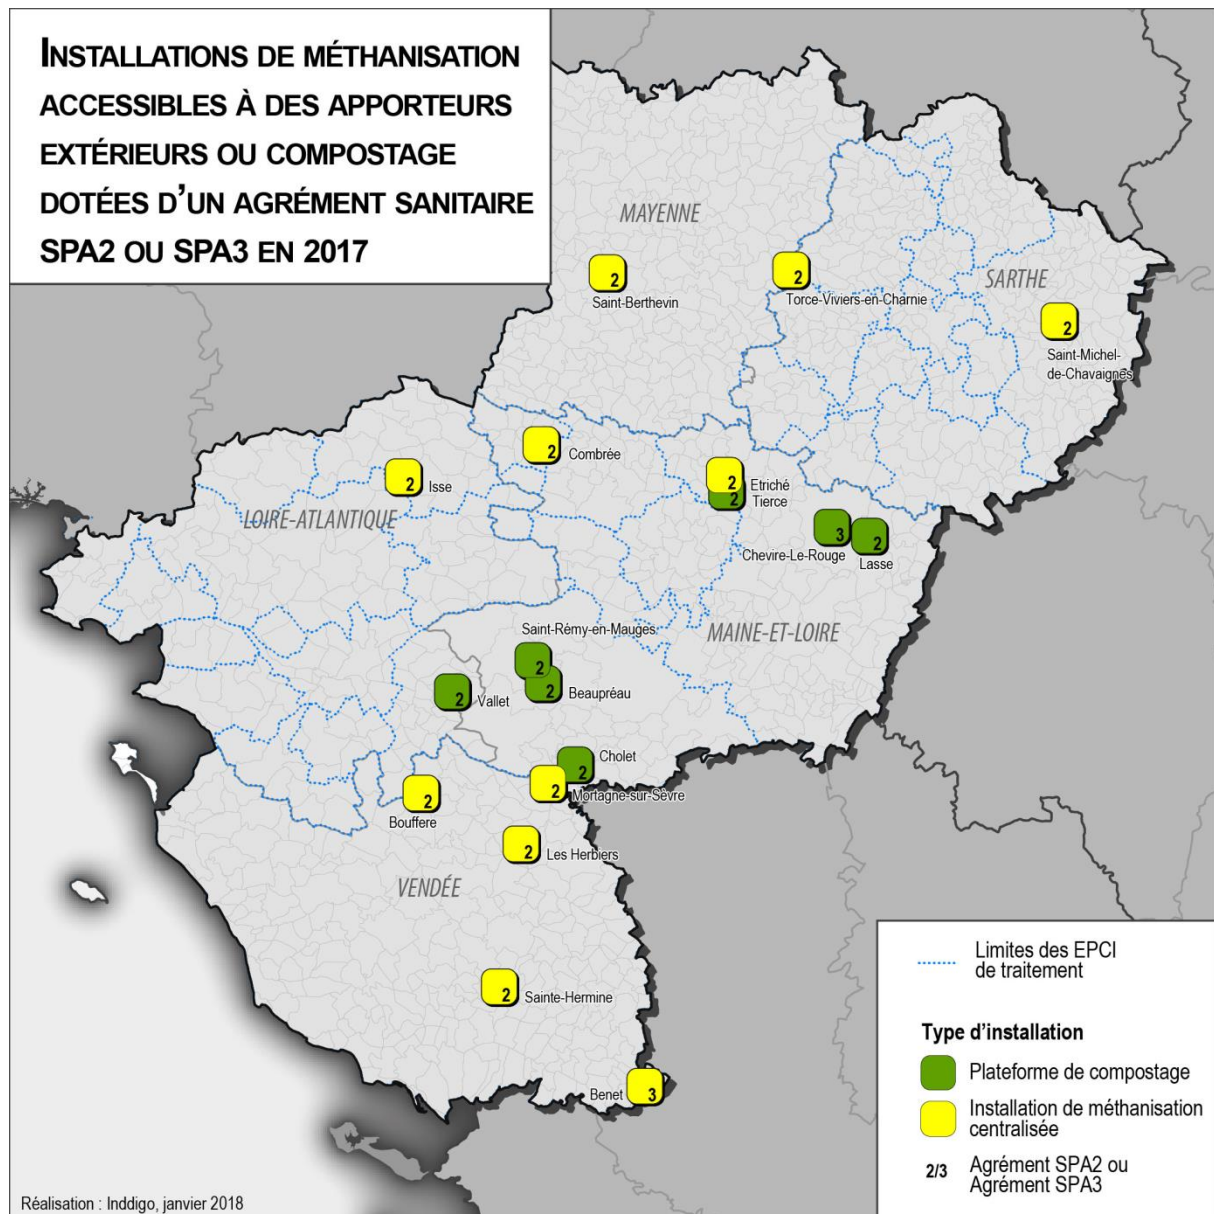 INSTALLATIONS DE MÉTHANISATION
ACCESSIBLES À DES APPORTEURS
EXTÉRIEURS OU COMPOSTAGE
DOTÉES D'UN AGRÉMENT SANITAIRE
SPA2 OU SPA3 EN 2017
MAYENNE
SARTHE
2
Saint-Berthevin
2
Torce-Viviers-en-Charnie
2
Saint-Michel-
de-Chavaignes
2
Combrée
2
Isse
2
Etriché
2
Tierce
LOIRE-ATLANTIQUE
3
Chevire-Le-Rouge
2
Lasse
MAINE-ET-LOIRE
Saint-Rémy-en-Mauges
2
2
Beaupréau
2
Vallet
Cholet
2
2
Mortagne-sur-Sèvre
2
Bouffere
2
Les Herbiers
VENDÉE
2
Sainte-Hermine
Benet
3
Limites des EPCI
de traitement
Type d'installation
Plateforme de compostage
Installation de méthanisation
centralisée
2/3 Agrément SPA2 ou
Agrément SPA3
Réalisation : Inddigo, janvier 2018